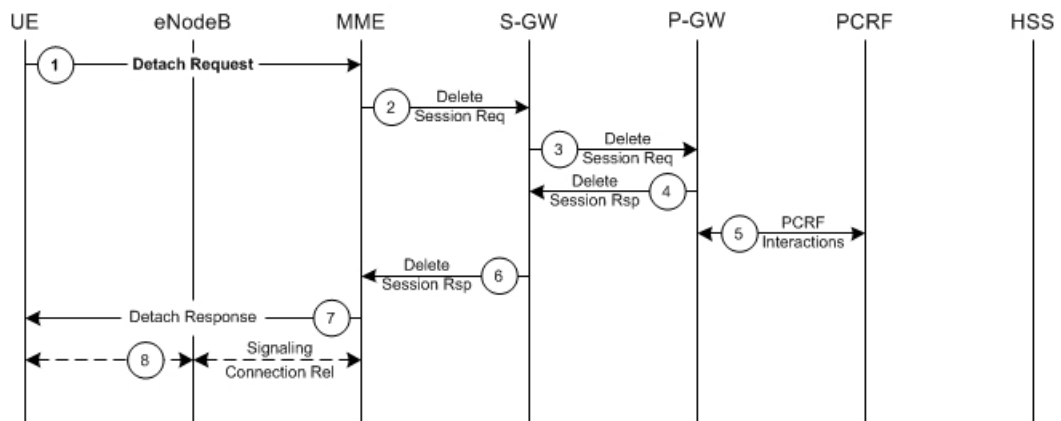 UE eNodeB MME S-GW P-GW PCRF HSS
1 Detach Request
2 Delete
Session Req
3 Delete
Session Req
Delete 4
Session Rsp
5 PCRF
Interactions
Delete 6
Session Rsp
Detach Response 7
8 Signaling
Connection Rel